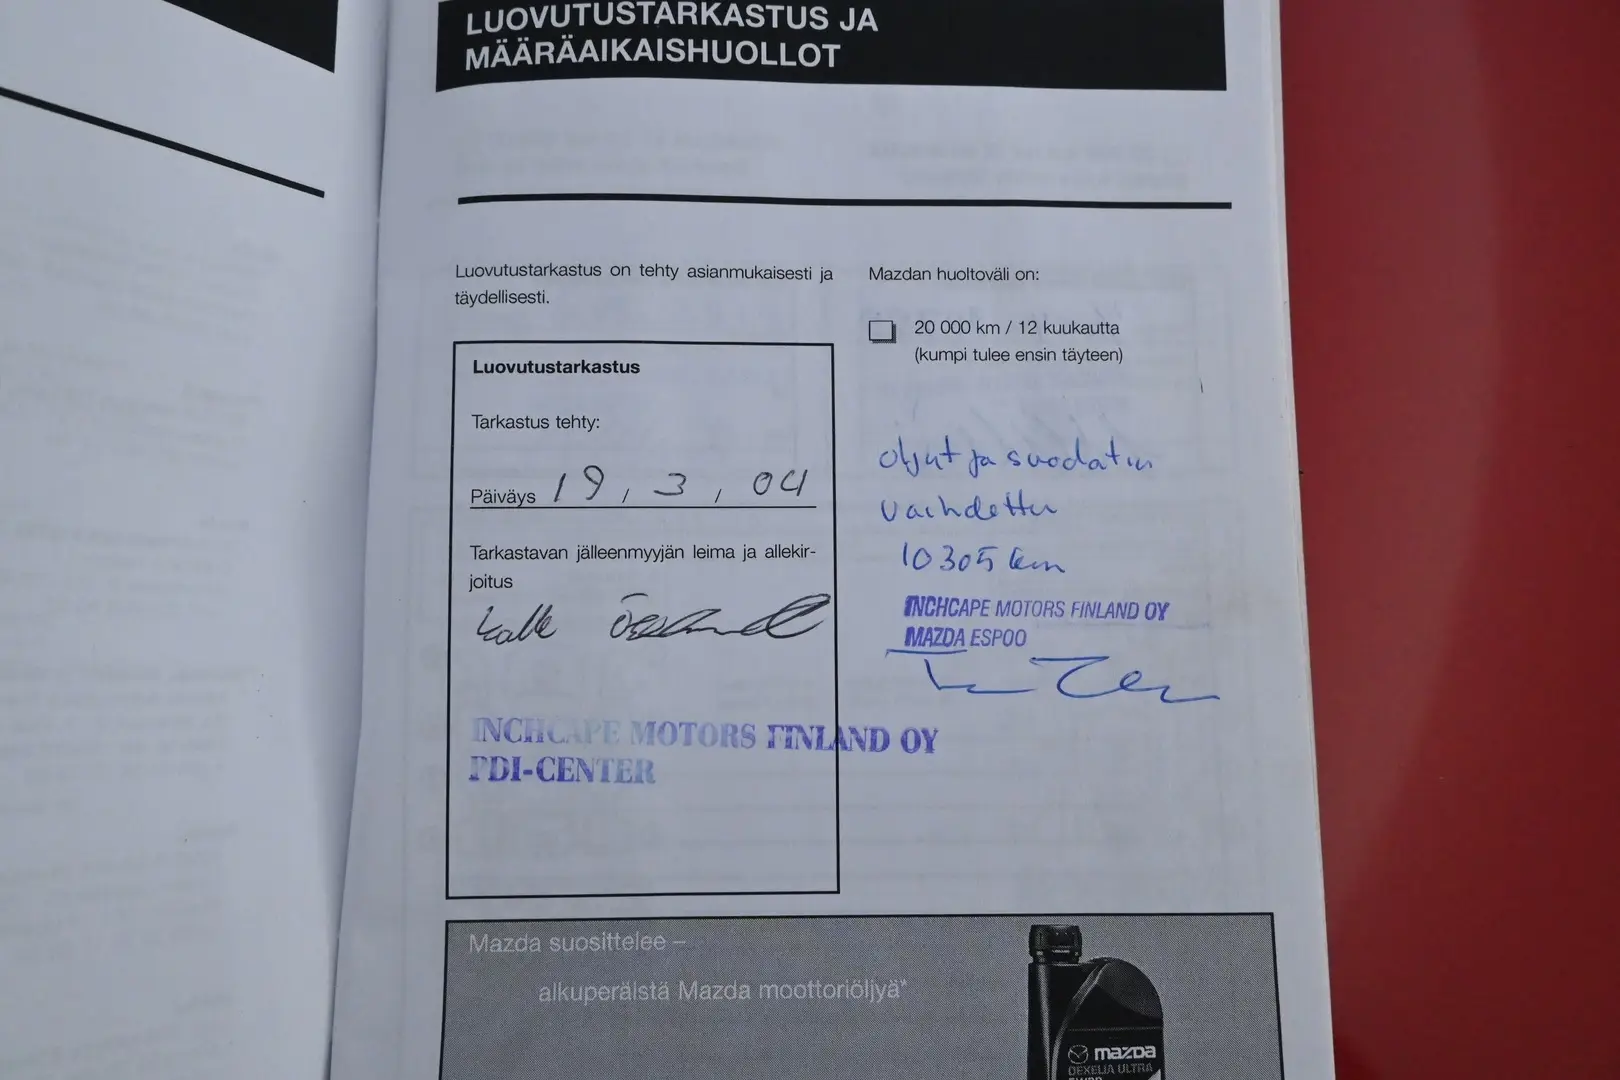 LUOVUTUSTARKASTUS JA
MÄÄRÄAIKAISHUOLLOT
Luovutustarkastus on tehty asianmukaisesti ja
täydellisesti.
Luovutustarkastus
Tarkastus tehty:
Päiväys 19 / 3 / 04
Tarkastavan jälleenmyyjän leima ja allekir-
joitus
Kalle
INCHCAPE MOTORS FINLAND OY
PDI-CENTER
Mazdan huoltoväli on:
20 000 km / 12 kuukautta
(kumpi tulee ensin täyteen)
öljyt ja suodatin
vaihdettu
10305 km
INCHCAPE MOTORS FINLAND OY
MAZDA ESPOO
Mazda suosittelee –
alkuperäistä Mazda moottoriöljyä*
mazda
DEXELIA ULTRA